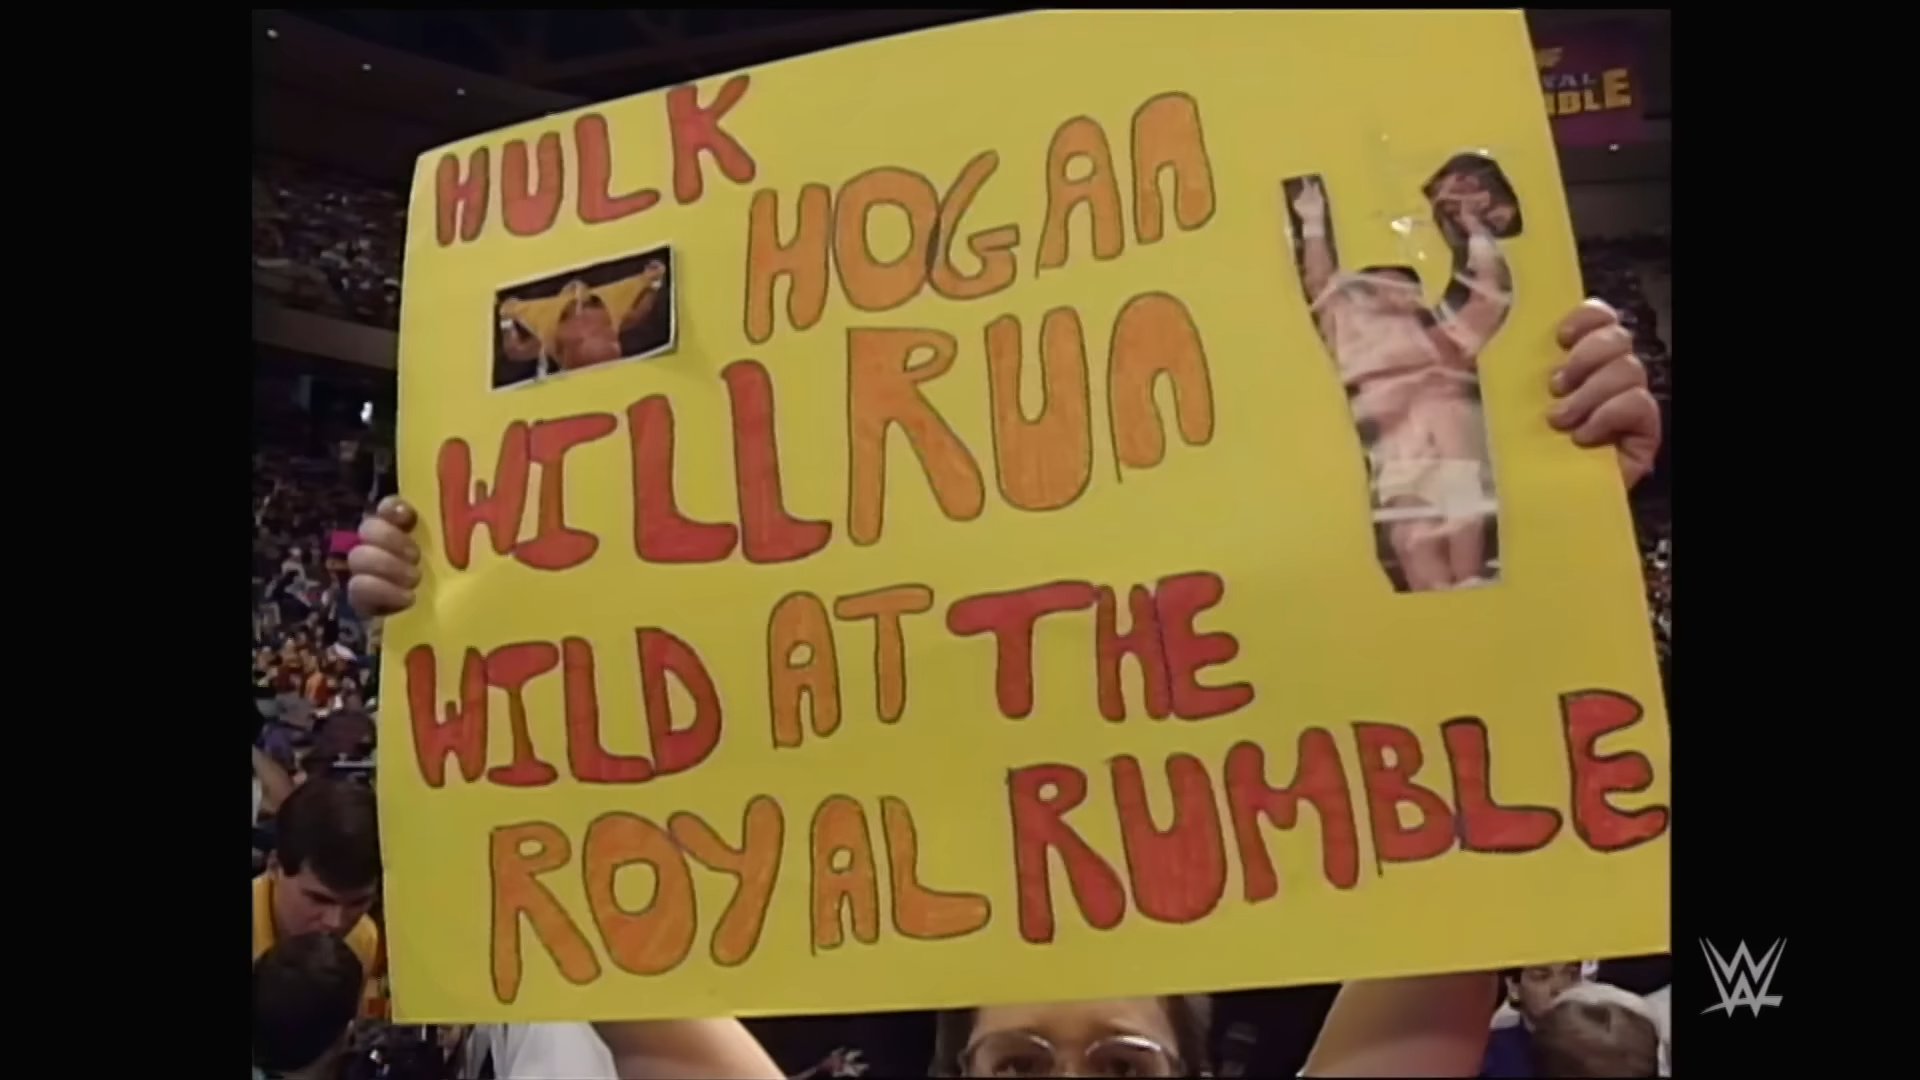 HULK
HOGAN
WILL RUN
WILD AT THE
ROYAL RUMBLE
W